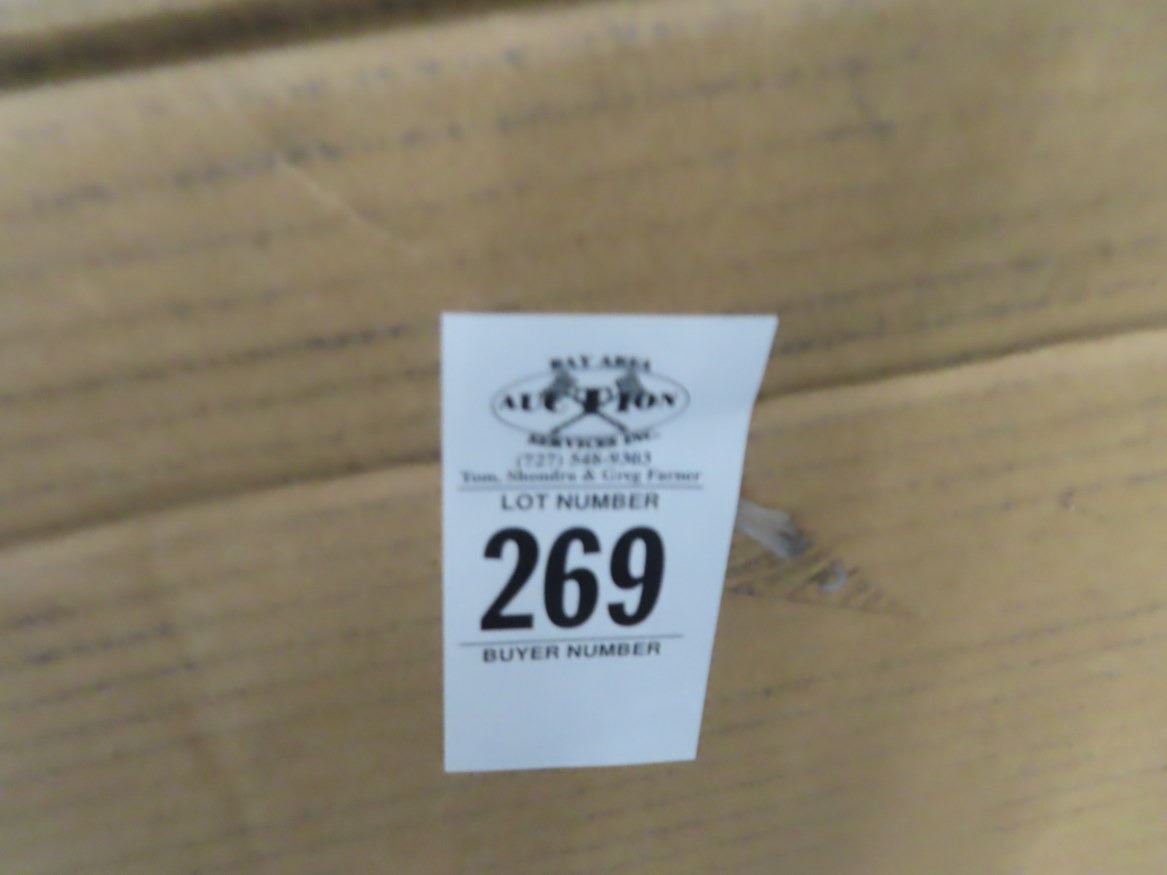 BAY AREA
AUCTION
SERVICES INC.
(727) 548-9303
Tom, Shondra & Greg Farner
LOT NUMBER
269
BUYER NUMBER